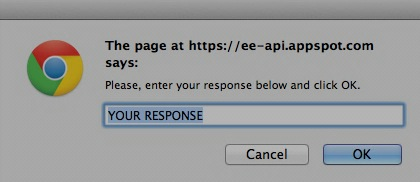 The page at https://ee-api.appspot.com
says:
Please, enter your response below and click OK.
YOUR RESPONSE
Cancel
OK